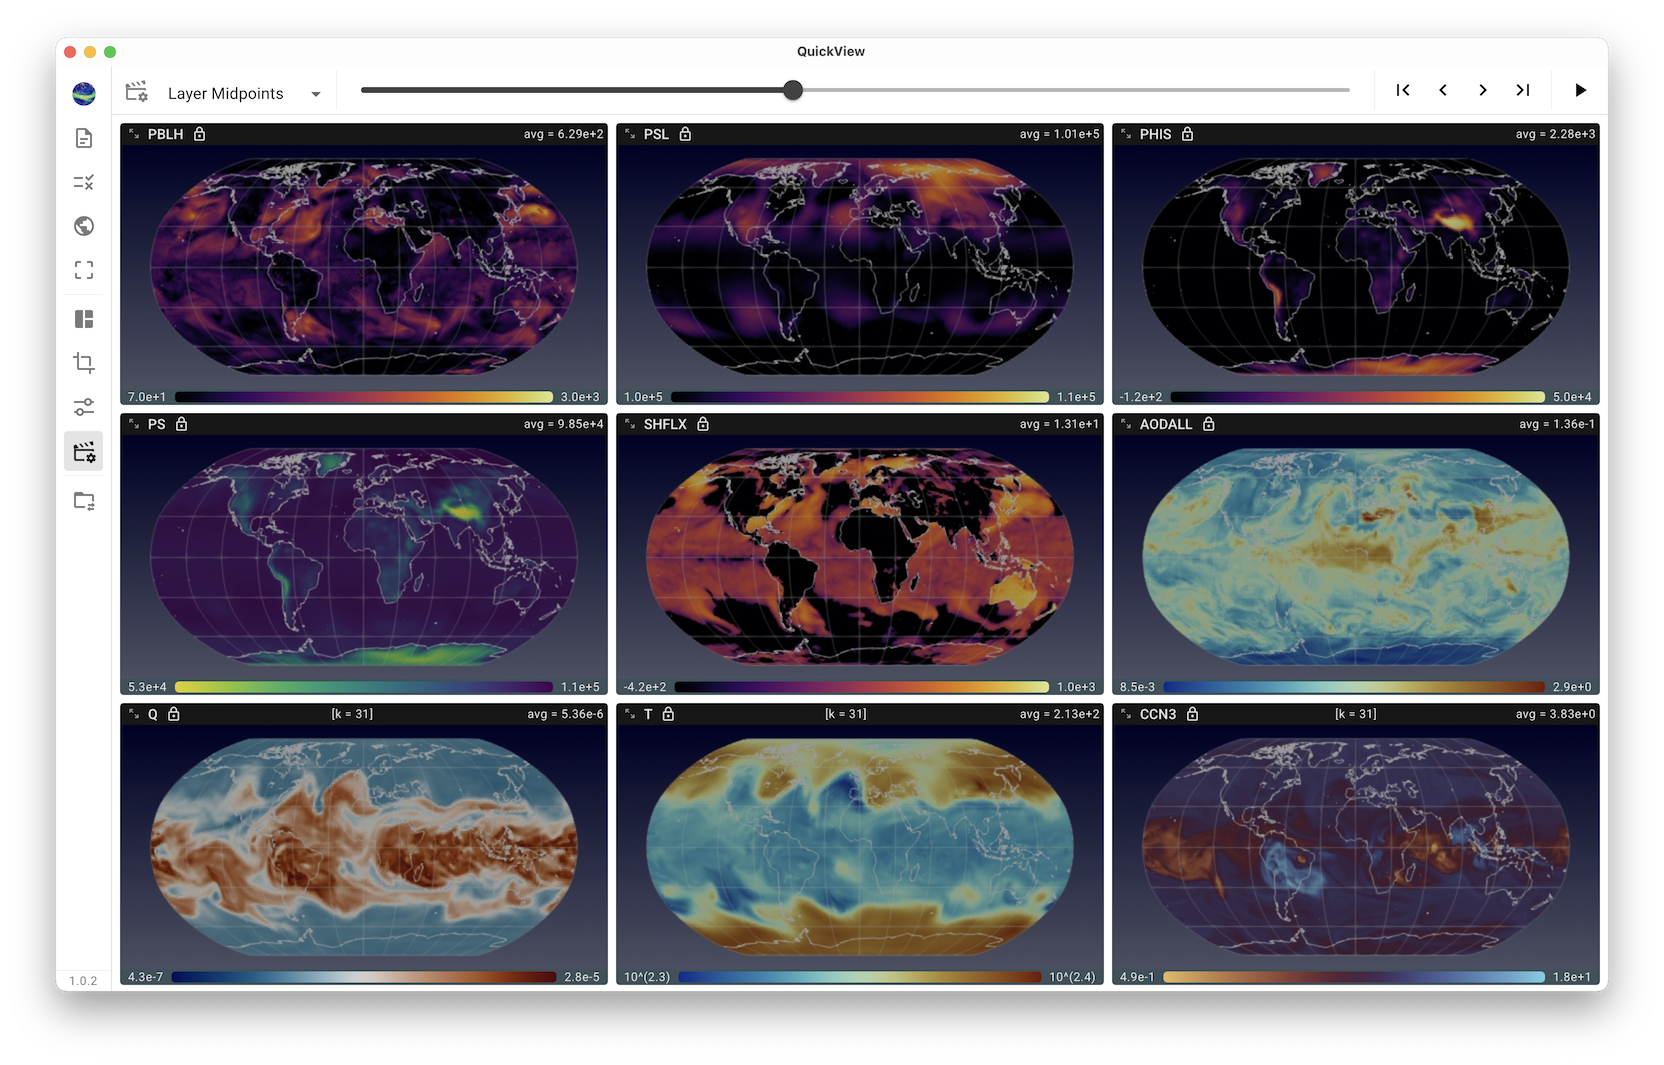 QuickView
Layer Midpoints
PBLH avg = 6.29e+2
7.0e+1 3.0e+3
PSL avg = 1.01e+5
1.0e+5 1.1e+5
PHIS avg = 2.28e+3
-1.2e+2 5.0e+4
PS avg = 9.85e+4
5.3e+4 1.1e+5
SHFLX avg = 1.31e+1
-4.2e+2 1.0e+3
AODALL avg = 1.36e-1
8.5e-3 2.9e+0
Q [k = 31] avg = 5.36e-6
4.3e-7 2.8e-5
T [k = 31] avg = 2.13e+2
10^(2.3) 10^(2.4)
CCN3 [k = 31] avg = 3.83e+0
4.9e-1 1.8e+1
1.0.2